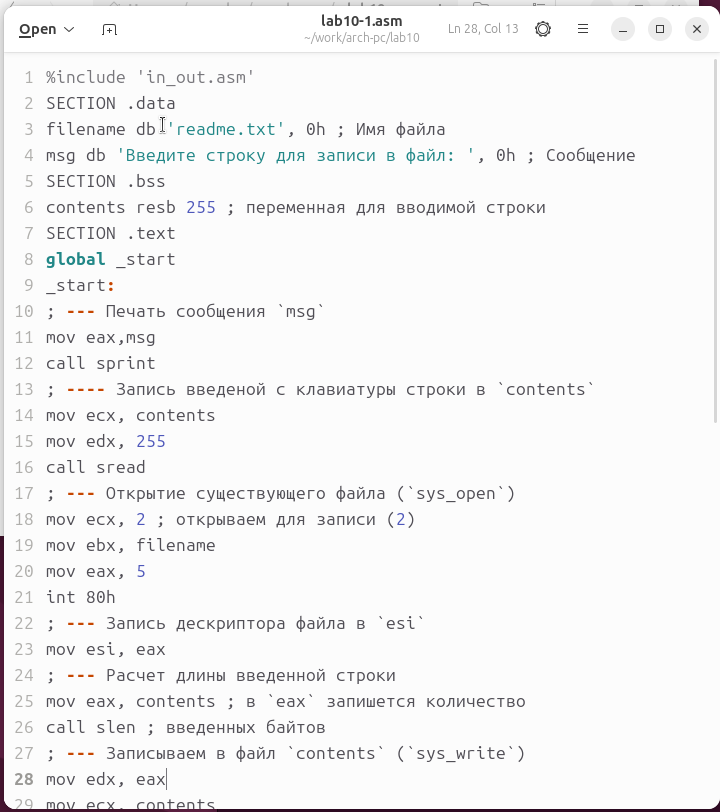 Open
lab10-1.asm
~/work/arch-pc/lab10
Ln 28, Col 13
1 %include 'in_out.asm'
2 SECTION .data
3 filename db 'readme.txt', 0h ; Имя файла
4 msg db 'Введите строку для записи в файл: ', 0h ; Сообщение
5 SECTION .bss
6 contents resb 255 ; переменная для вводимой строки
7 SECTION .text
8 global _start
9 _start:
10 ; --- Печать сообщения `msg`
11 mov eax,msg
12 call sprint
13 ; ---- Запись введеной с клавиатуры строки в `contents`
14 mov ecx, contents
15 mov edx, 255
16 call sread
17 ; --- Открытие существующего файла (`sys_open`)
18 mov ecx, 2 ; открываем для записи (2)
19 mov ebx, filename
20 mov eax, 5
21 int 80h
22 ; --- Запись дескриптора файла в `esi`
23 mov esi, eax
24 ; --- Расчет длины введенной строки
25 mov eax, contents ; в `eax` запишется количество
26 call slen ; введенных байтов
27 ; --- Записываем в файл `contents` (`sys_write`)
28 mov edx, eax
29 mov ecx, contents